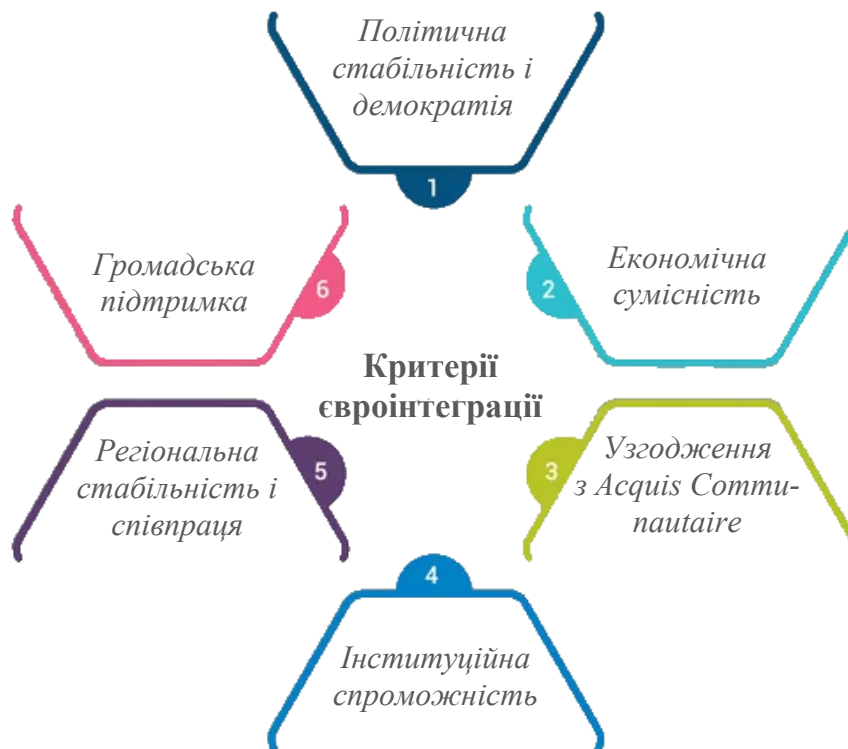 Політична
стабільність і
демократія
1
Громадська
підтримка
6
2
Економічна
сумісність
Критерії
євроінтеграції
Регіональна
стабільність і
співпраця
5
3
Узгодження
з Acquis Commu-
nautaire
4
Інституційна
спроможність